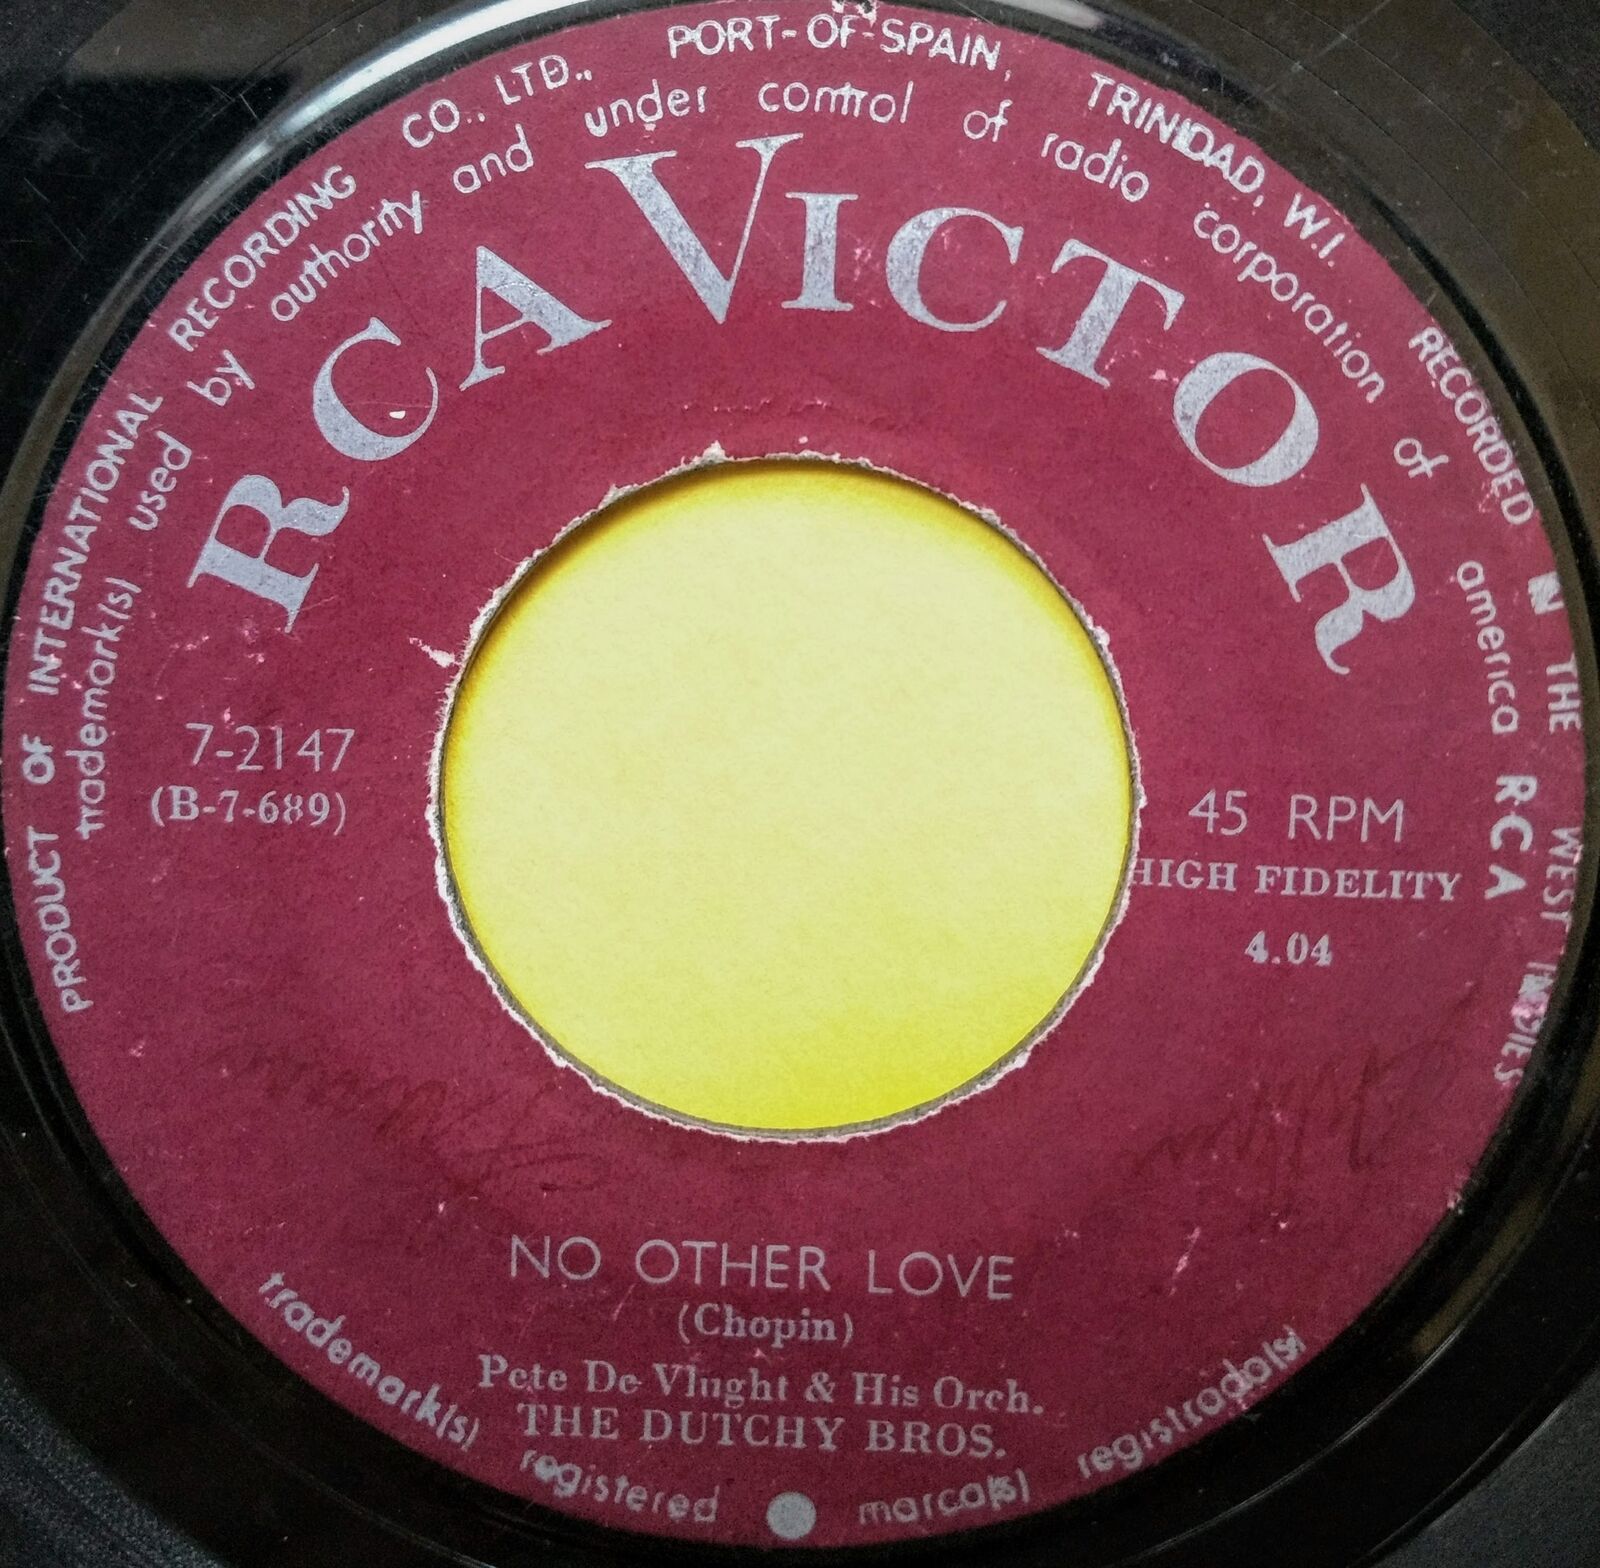 PRODUCT OF INTERNATIONAL RECORDING CO., LTD., PORT-OF-SPAIN, TRINIDAD, W.I. RECORDED IN THE WEST INDIES
trademark(s) used by authority and under control of radio corporation of america RCA
RCA VICTOR
7-2147
(B-7-689)
45 RPM
HIGH FIDELITY
4.04
NO OTHER LOVE
(Chopin)
Pete De Vlught & His Orch.
THE DUTCHY BROS.
trademark(s) registered marca(s) registrada(s)